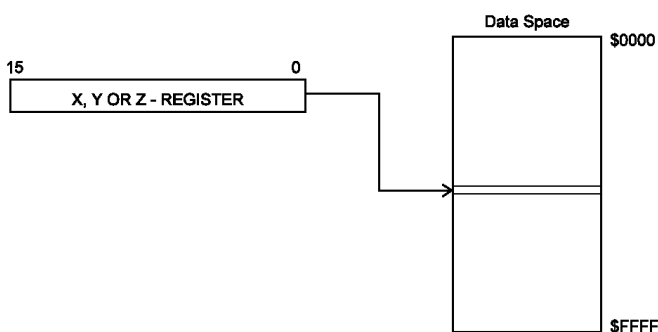 Data Space
$0000
15 0
X, Y OR Z - REGISTER
$FFFF